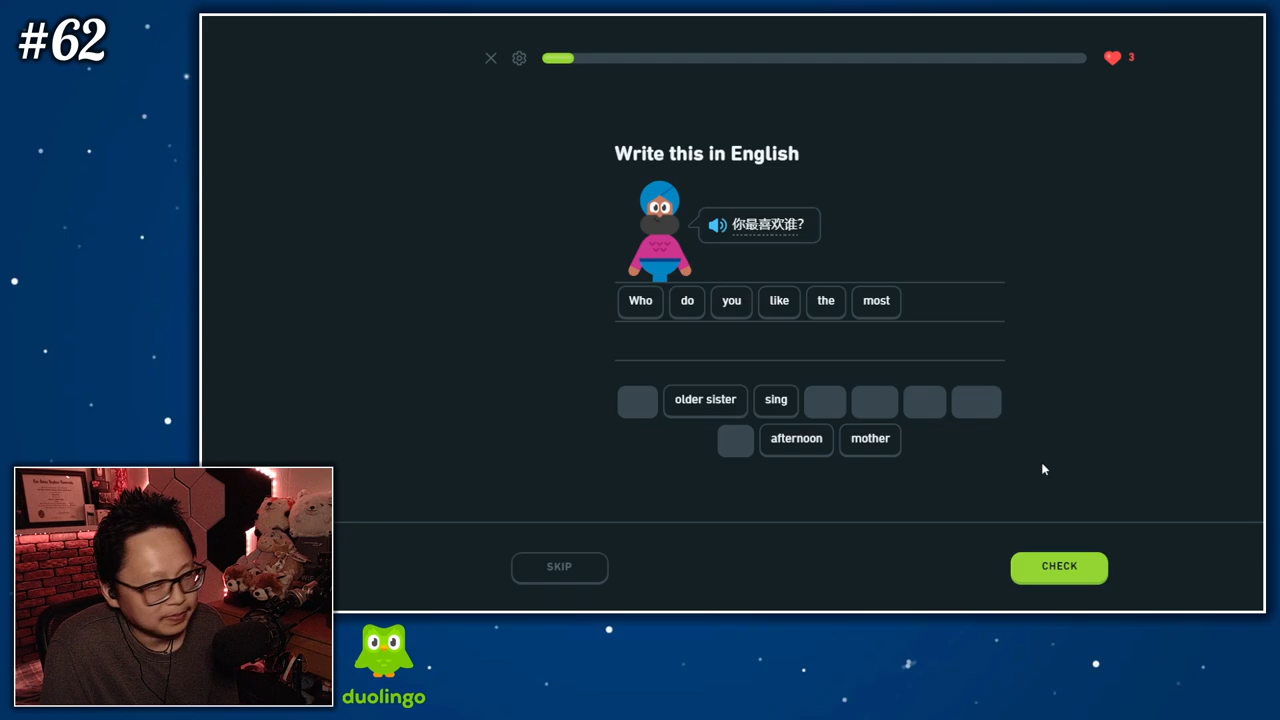 #62
3
Write this in English
你最喜欢谁?
Who do you like the most
older sister sing
afternoon mother
SKIP
CHECK
duolingo